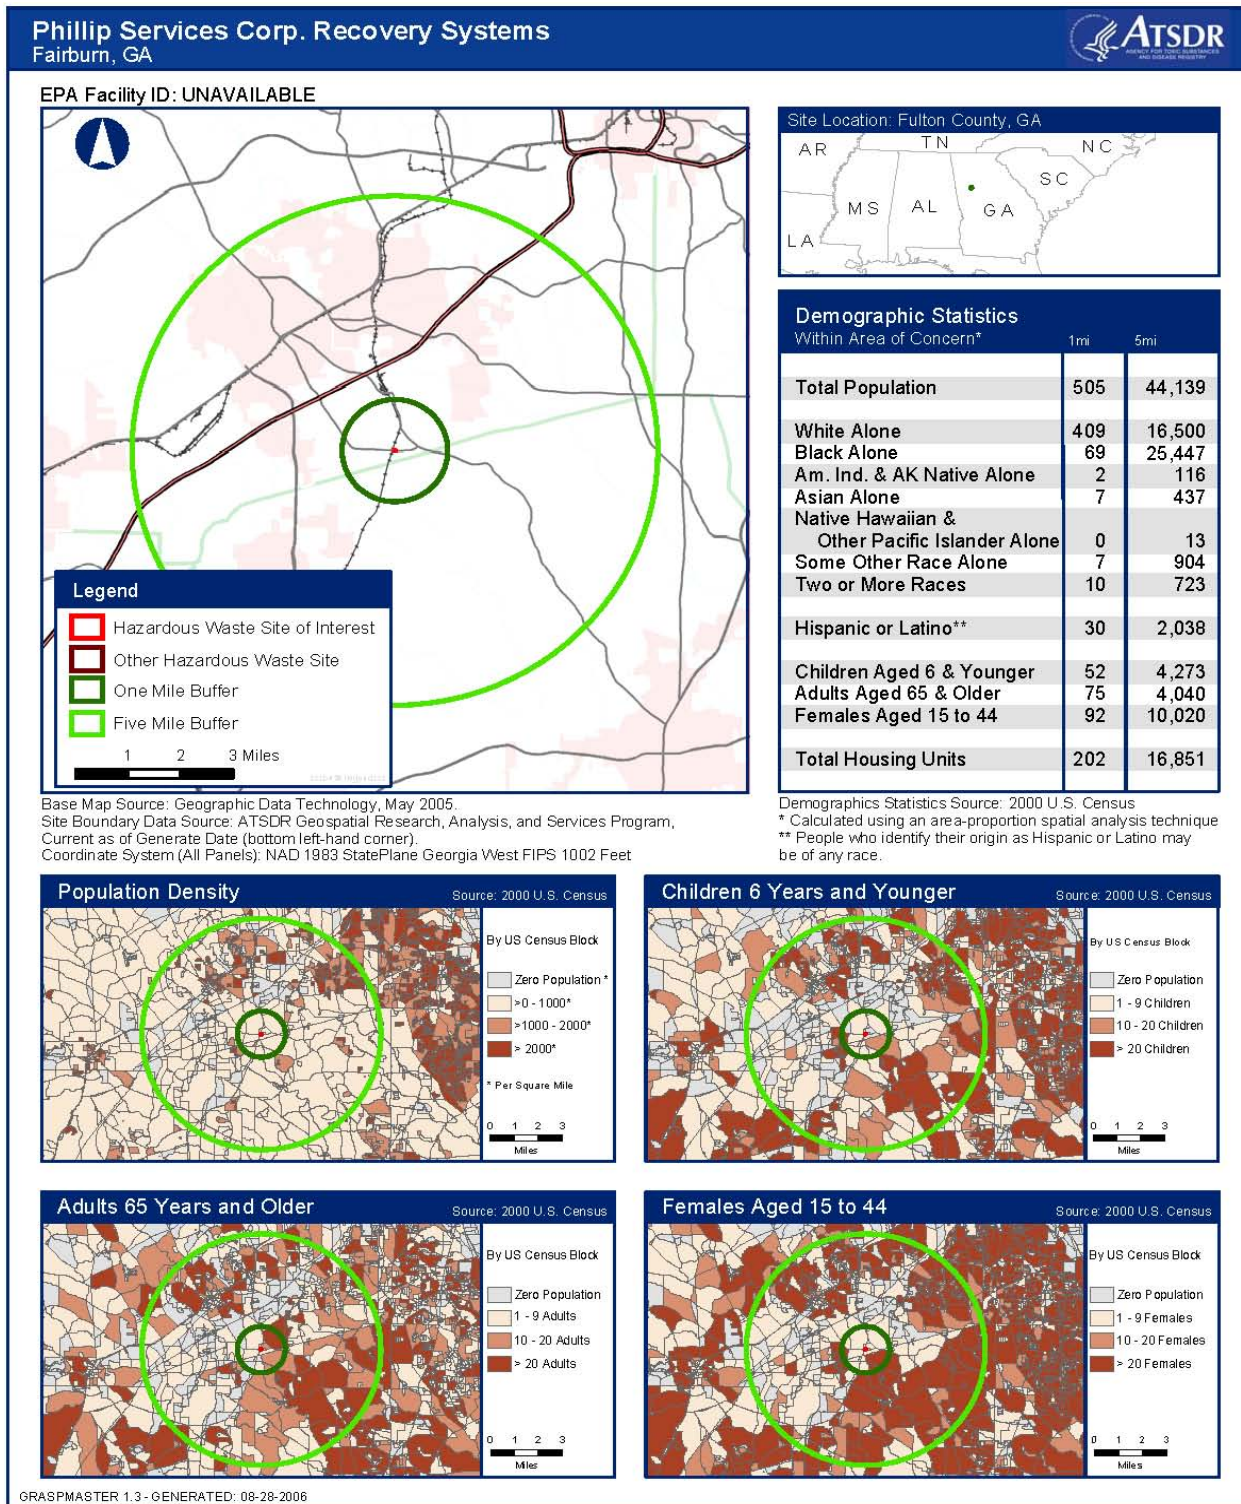 Phillip Services Corp. Recovery Systems
Fairburn, GA
ATSDR
AGENCY FOR TOXIC SUBSTANCES
AND DISEASE REGISTRY
EPA Facility ID: UNAVAILABLE
Legend
Hazardous Waste Site of Interest
Other Hazardous Waste Site
One Mile Buffer
Five Mile Buffer
1 2 3 Miles
Base Map Source: Geographic Data Technology, May 2005.
Site Boundary Data Source: ATSDR Geospatial Research, Analysis, and Services Program,
Current as of Generate Date (bottom left-hand corner).
Coordinate System (All Panels): NAD 1983 StatePlane Georgia West FIPS 1002 Feet
Site Location: Fulton County, GA
AR TN NC
SC
MS AL GA
LA
Demographic Statistics
Within Area of Concern* 1mi 5mi
Total Population 505 44,139
White Alone 409 16,500
Black Alone 69 25,447
Am. Ind. & AK Native Alone 2 116
Asian Alone 7 437
Native Hawaiian &
Other Pacific Islander Alone 0 13
Some Other Race Alone 7 904
Two or More Races 10 723
Hispanic or Latino** 30 2,038
Children Aged 6 & Younger 52 4,273
Adults Aged 65 & Older 75 4,040
Females Aged 15 to 44 92 10,020
Total Housing Units 202 16,851
Demographics Statistics Source: 2000 U.S. Census
* Calculated using an area-proportion spatial analysis technique
** People who identify their origin as Hispanic or Latino may
be of any race.
Population Density Source: 2000 U.S. Census
By US Census Block
Zero Population *
>0 - 1000*
>1000 - 2000*
> 2000*
* Per Square Mile
0 1 2 3
Miles
Children 6 Years and Younger Source: 2000 U.S. Census
By US Census Block
Zero Population
1 - 9 Children
10 - 20 Children
> 20 Children
0 1 2 3
Miles
Adults 65 Years and Older Source: 2000 U.S. Census
By US Census Block
Zero Population
1 - 9 Adults
10 - 20 Adults
> 20 Adults
0 1 2 3
Miles
Females Aged 15 to 44 Source: 2000 U.S. Census
By US Census Block
Zero Population
1 - 9 Females
10 - 20 Females
> 20 Females
0 1 2 3
Miles
GRASPMASTER 1.3 - GENERATED: 08-28-2006